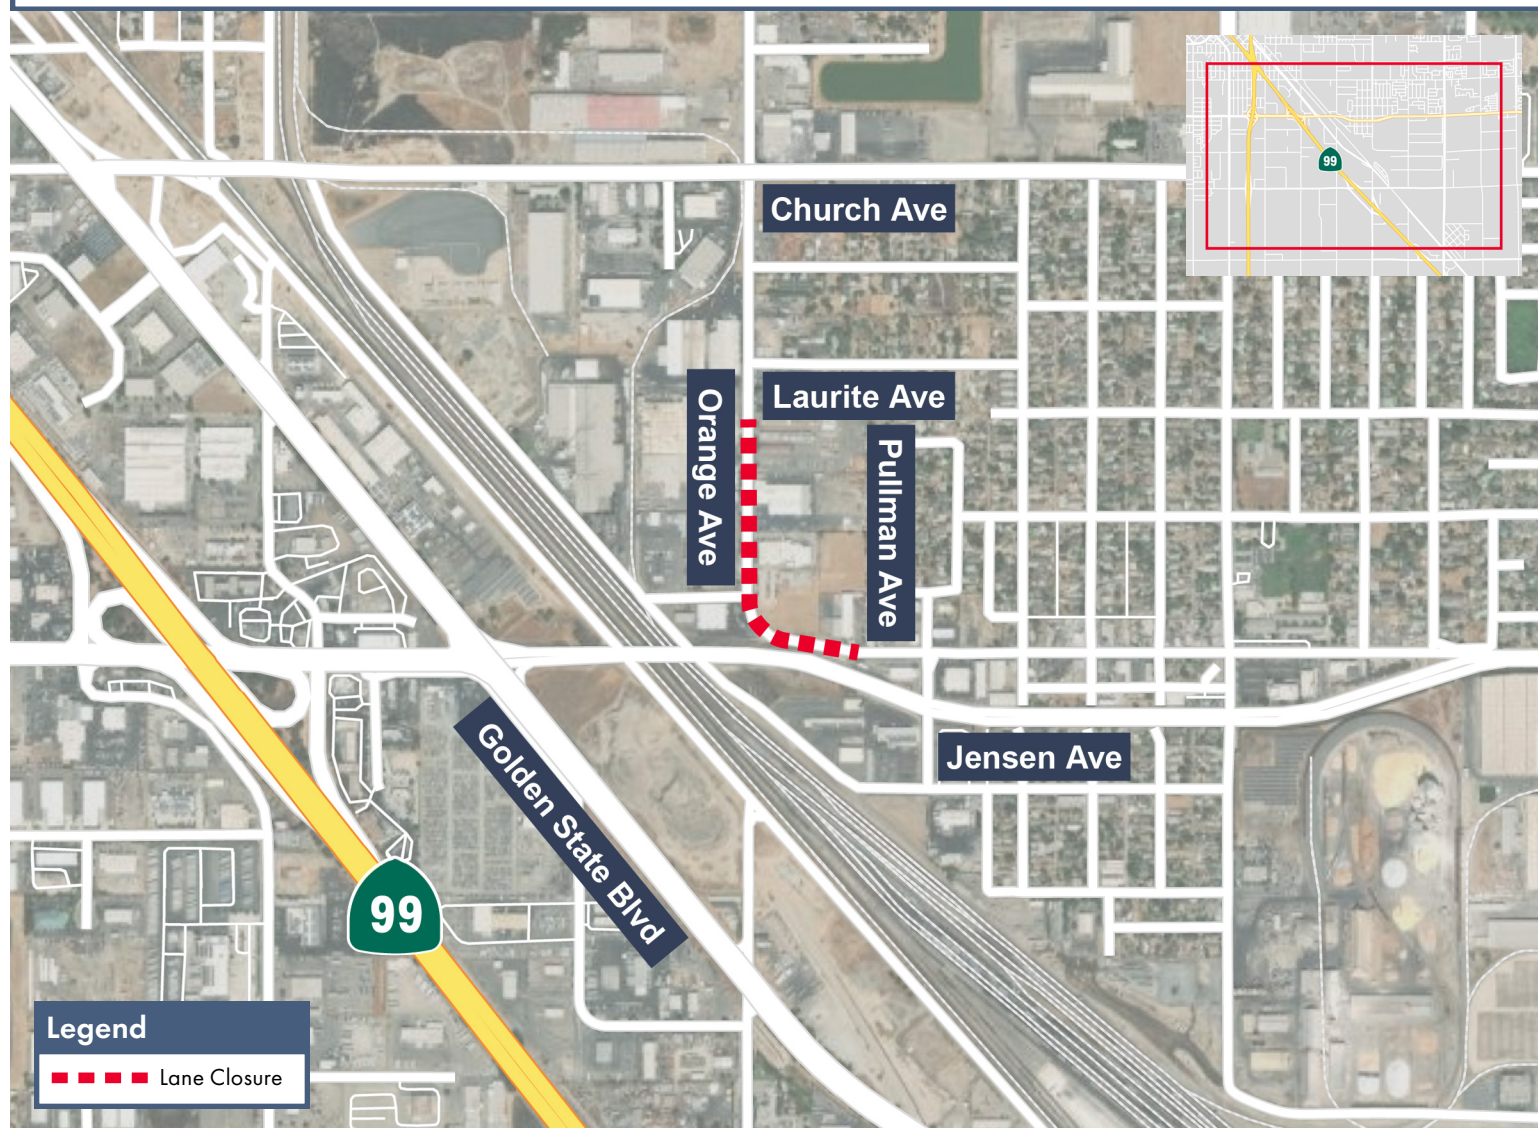 99
Church Ave
Laurite Ave
Orange Ave
Pullman Ave
Jensen Ave
Golden State Blvd
99
Legend
Lane Closure